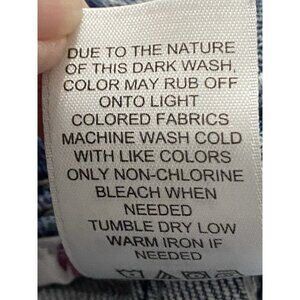 DUE TO THE NATURE
OF THIS DARK WASH,
COLOR MAY RUB OFF
ONTO LIGHT
COLORED FABRICS
MACHINE WASH COLD
WITH LIKE COLORS
ONLY NON-CHLORINE
BLEACH WHEN
NEEDED
TUMBLE DRY LOW
WARM IRON IF
NEEDED